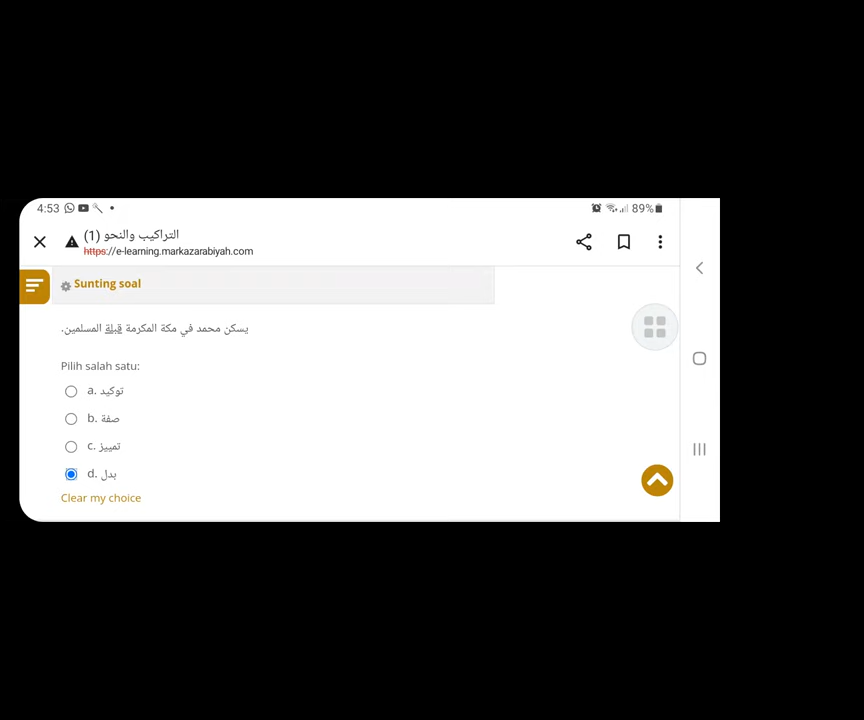 4:53 89%
التراكيب والنحو (1)
https://e-learning.markazarabiyah.com
Sunting soal
يسكن محمد في مكة المكرمة قبلة المسلمين.
Pilih salah satu:
a. توكيد
b. صفة
c. تمييز
d. بدل
Clear my choice